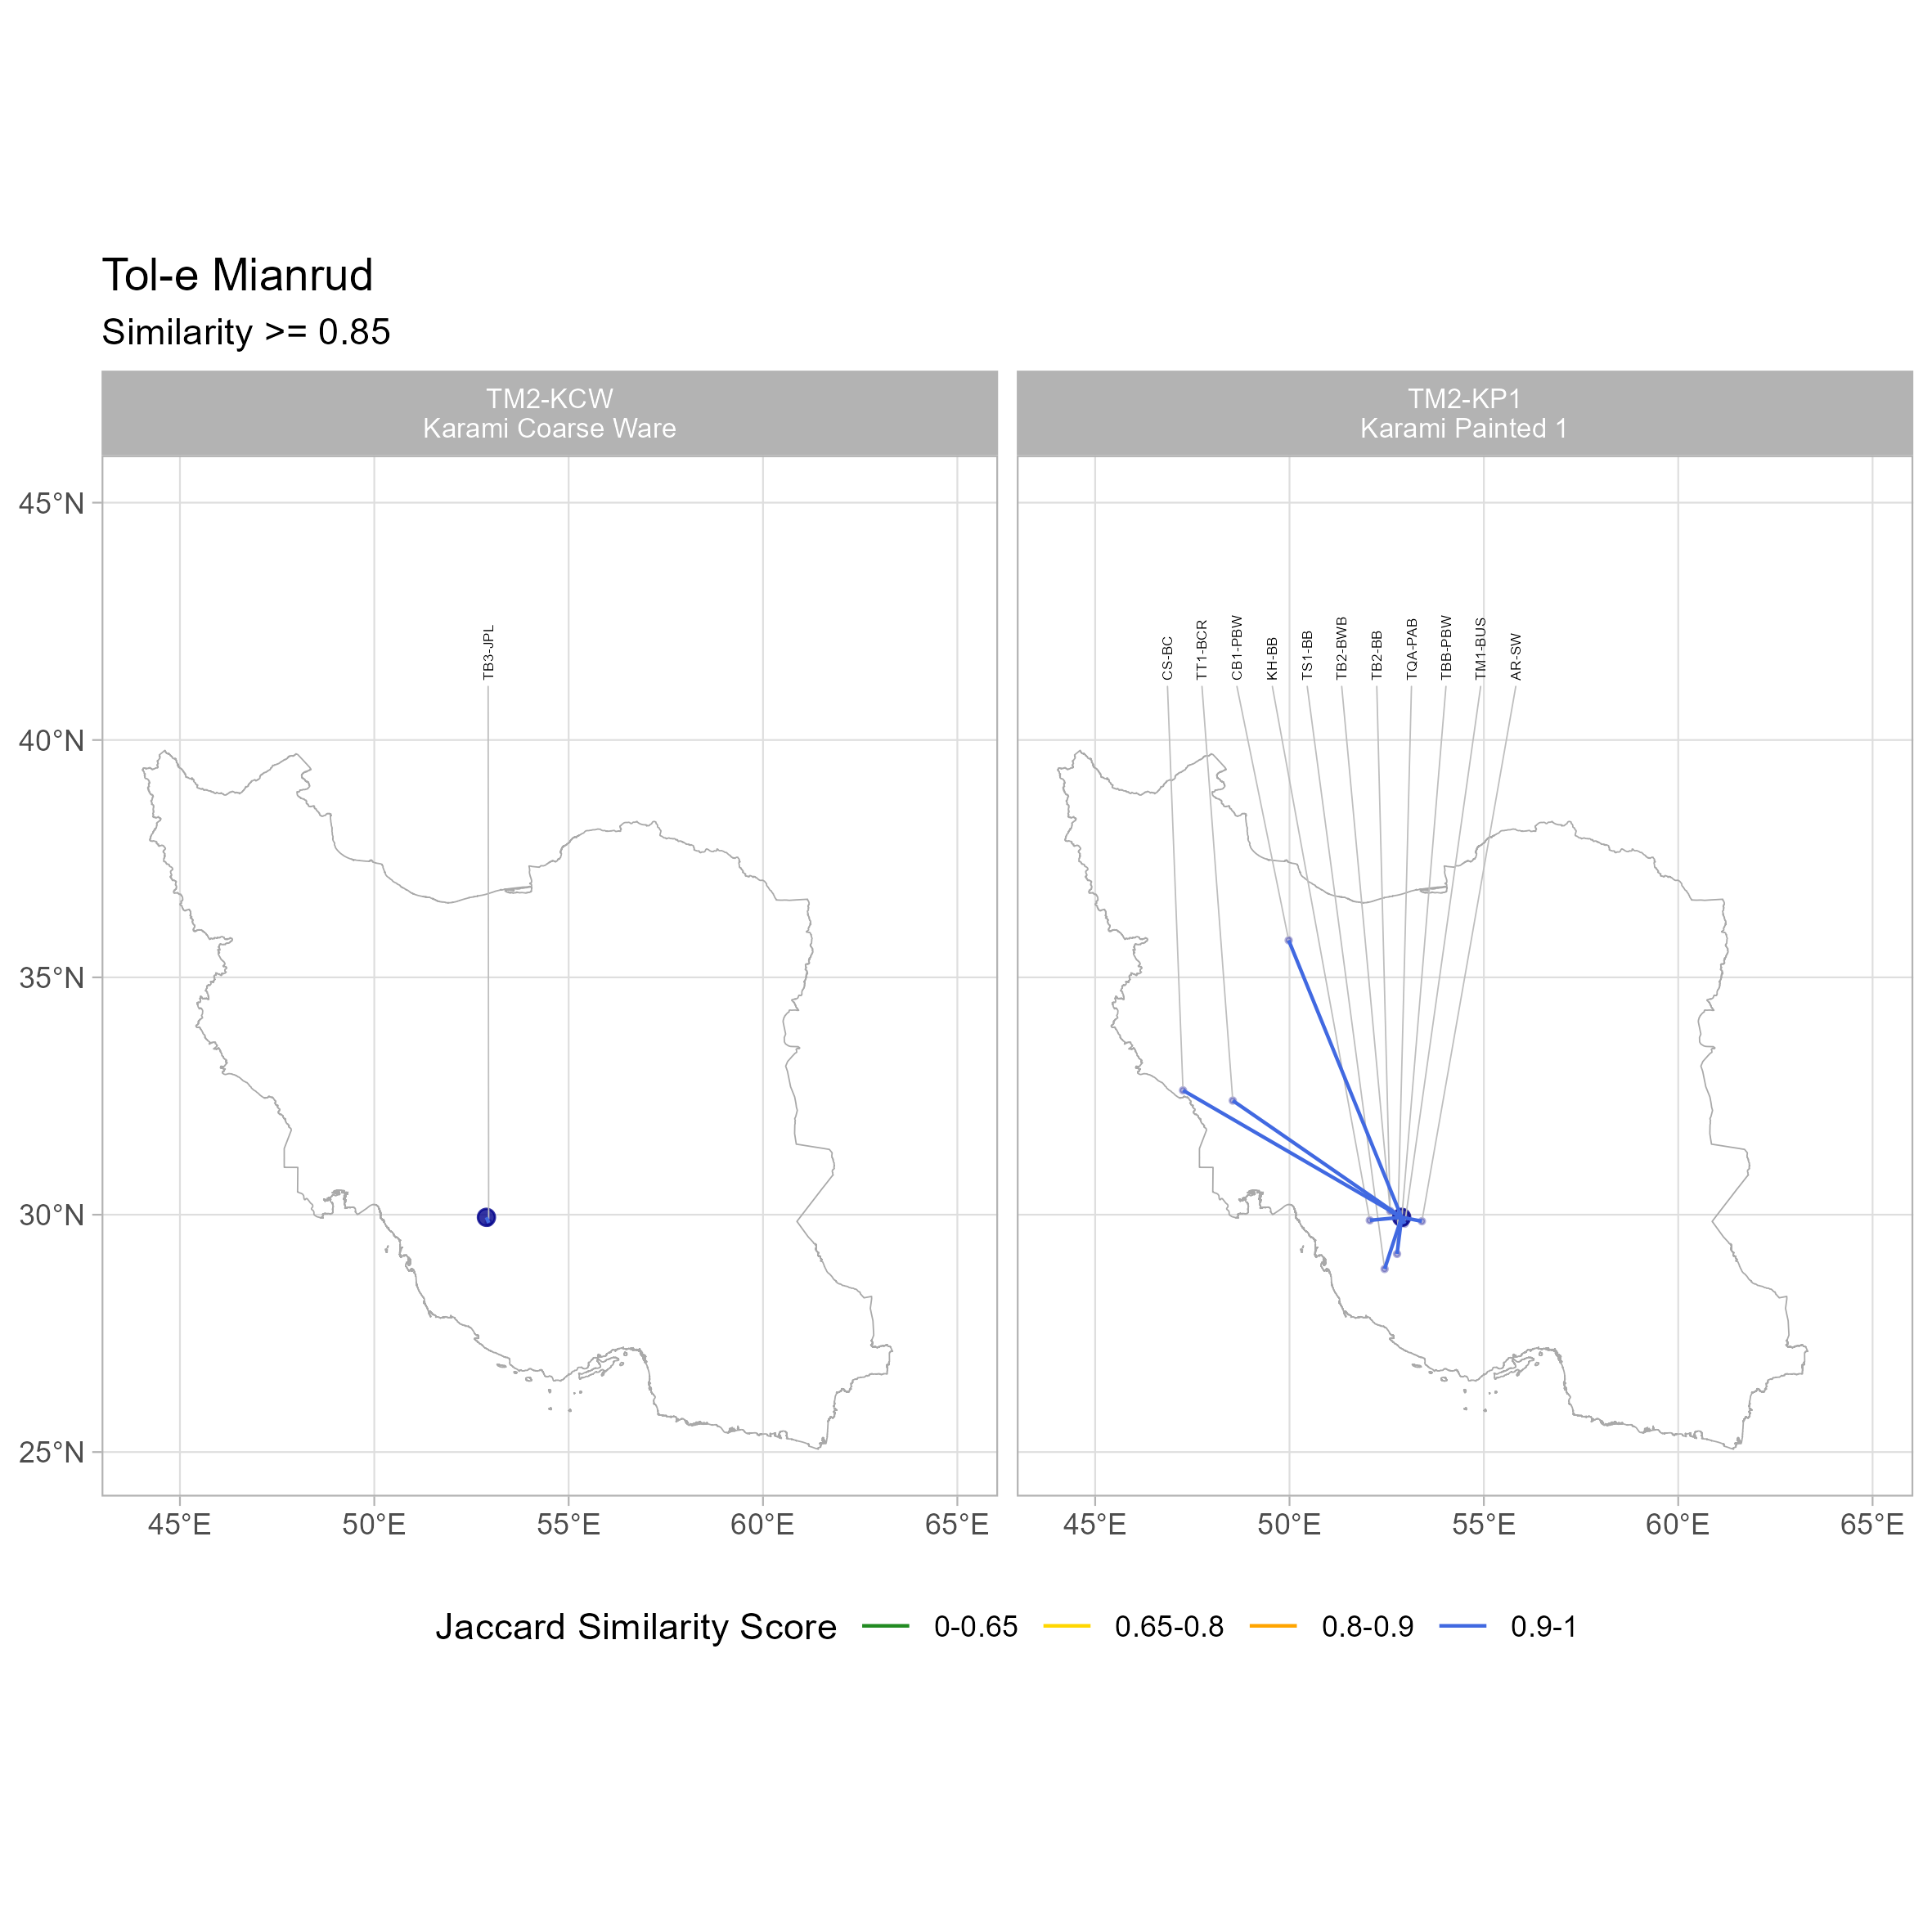 Tol-e Mianrud
Similarity >= 0.85
TM2-KCW
Karami Coarse Ware
TM2-KP1
Karami Painted 1
TB3-JPL
CS-BC
TT1-BCR
CB1-PBW
KH-BB
TS1-BB
TB2-BWB
TB2-BB
TQA-PAB
TBB-PBW
TM1-BUS
AR-SW
45°N
40°N
35°N
30°N
25°N
45°E 50°E 55°E 60°E 65°E
45°E 50°E 55°E 60°E 65°E
Jaccard Similarity Score 0-0.65 0.65-0.8 0.8-0.9 0.9-1